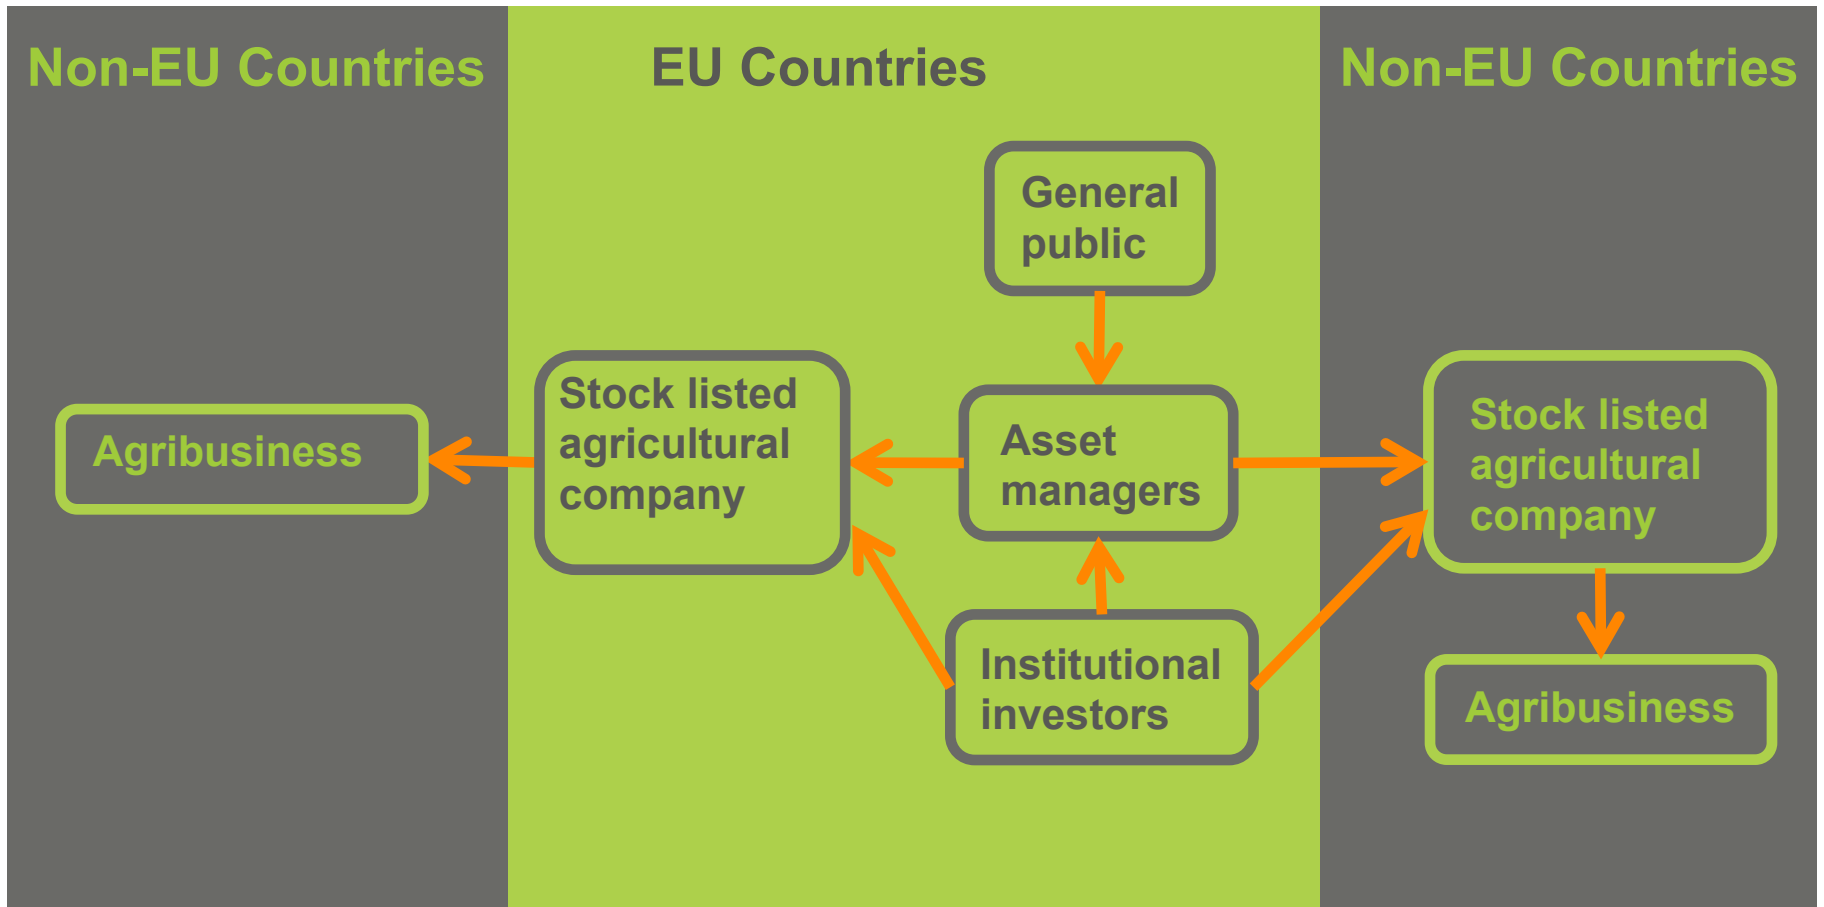 Non-EU Countries
EU Countries
Non-EU Countries
General
public
Agribusiness
Stock listed
agricultural
company
Asset
managers
Stock listed
agricultural
company
Institutional
investors
Agribusiness